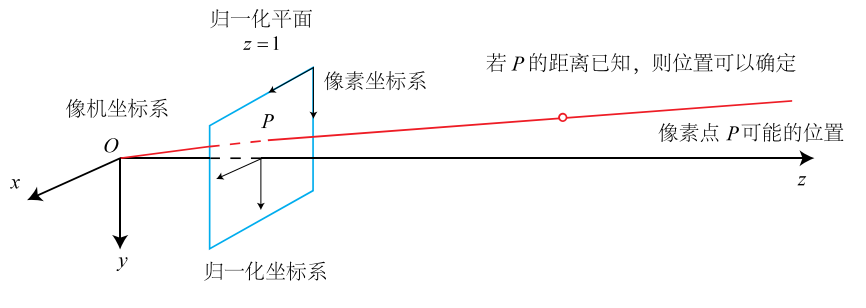 归一化平面
z=1
若 P 的距离已知，则位置可以确定
像素坐标系
像机坐标系
P
像素点 P 可能的位置
O
x
z
y
归一化坐标系